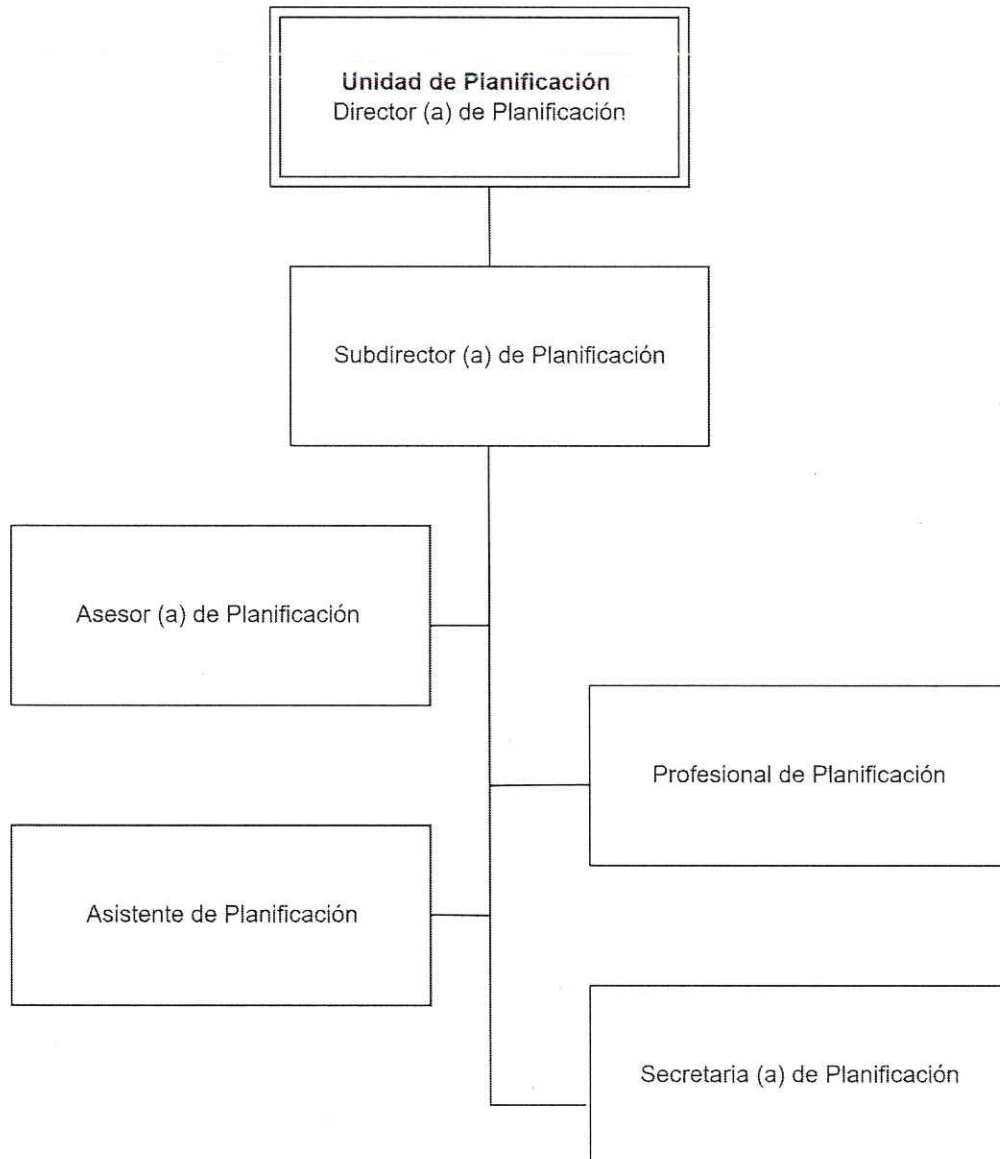 Unidad de Planificación
Director (a) de Planificación
Subdirector (a) de Planificación
Asesor (a) de Planificación
Profesional de Planificación
Asistente de Planificación
Secretaria (a) de Planificación